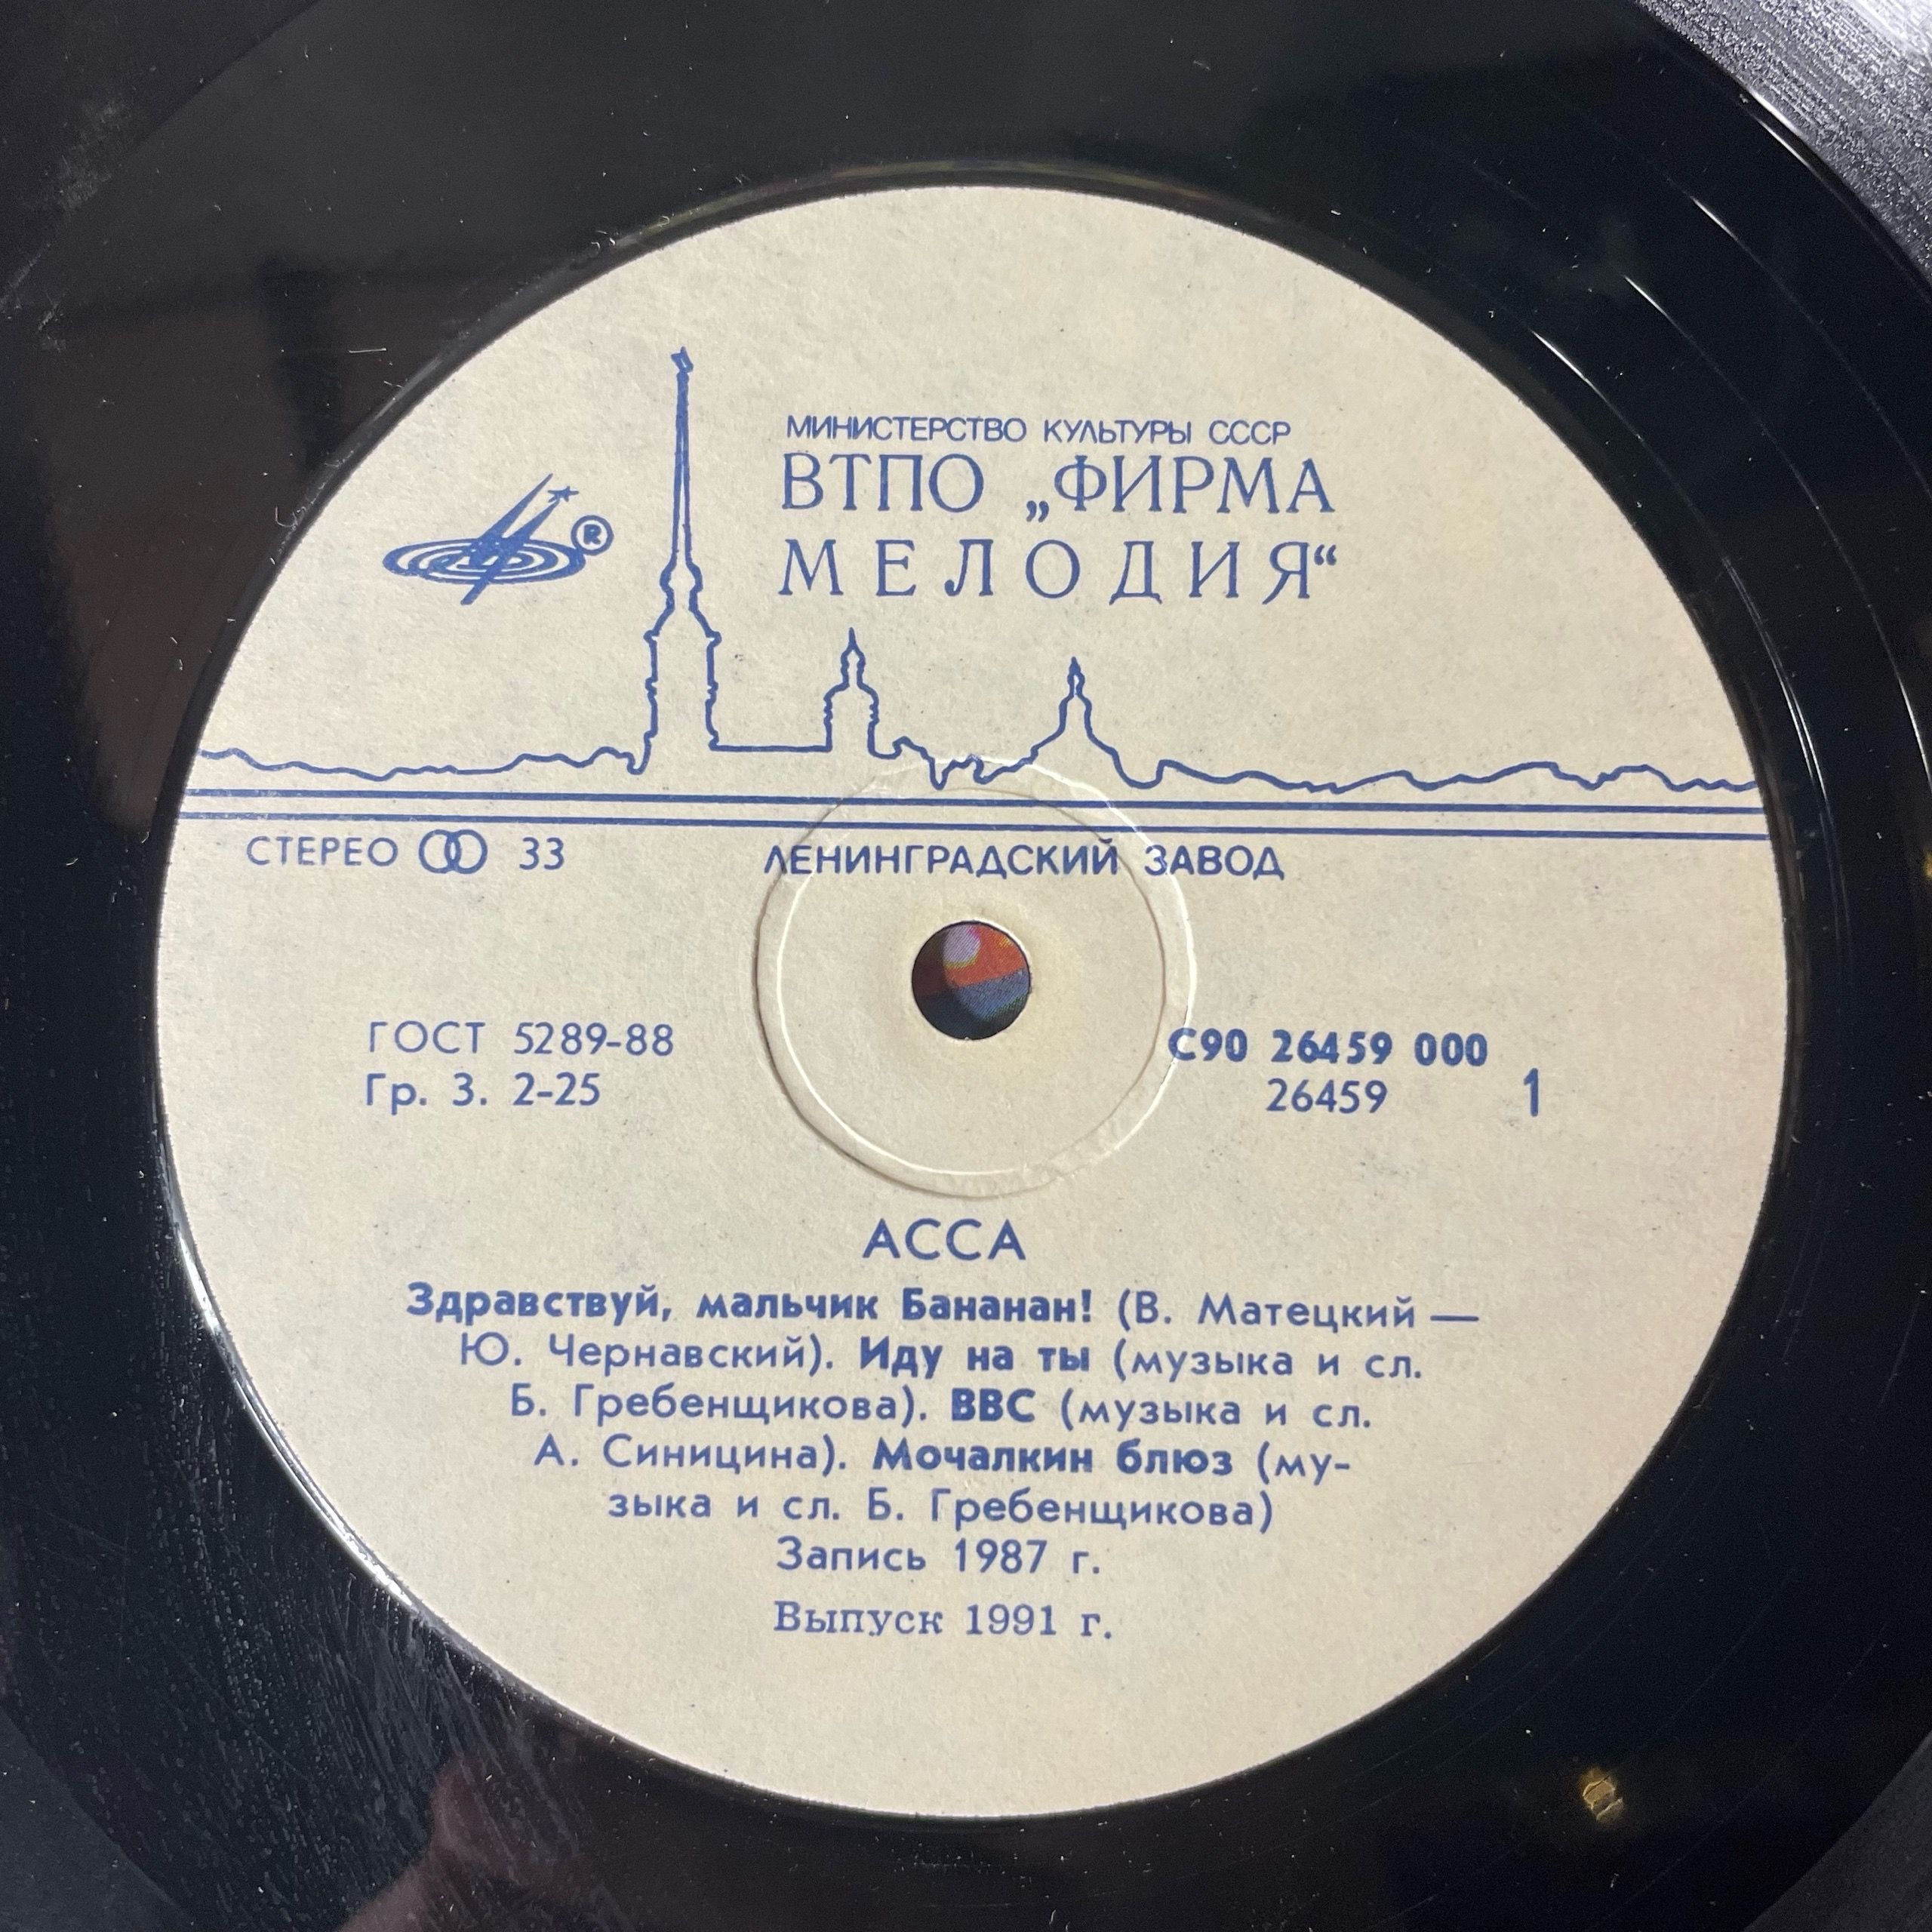 МИНИСТЕРСТВО КУЛЬТУРЫ СССР
ВТПО „ФИРМА
МЕЛОДИЯ“
®
СТЕРЕО 33
ЛЕНИНГРАДСКИЙ ЗАВОД
ГОСТ 5289-88
Гр. 3. 2-25
С90 26459 000
26459 1
АССА
Здравствуй, мальчик Бананан! (В. Матецкий —
Ю. Чернавский). Иду на ты (музыка и сл.
Б. Гребенщикова). ВВС (музыка и сл.
А. Синицина). Мочалкин блюз (му-
зыка и сл. Б. Гребенщикова)
Запись 1987 г.
Выпуск 1991 г.